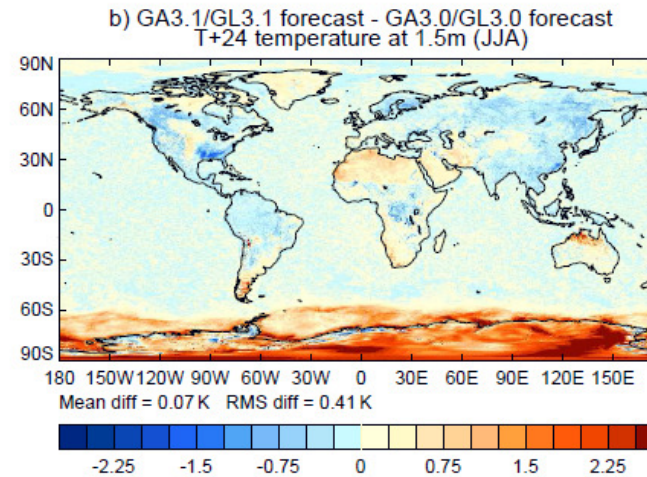 b) GA3.1/GL3.1 forecast - GA3.0/GL3.0 forecast
T+24 temperature at 1.5m (JJA)
90N
60N
30N
0
30S
60S
90S
180 150W 120W 90W 60W 30W 0 30E 60E 90E 120E 150E
Mean diff = 0.07 K RMS diff = 0.41 K
-2.25 -1.5 -0.75 0 0.75 1.5 2.25